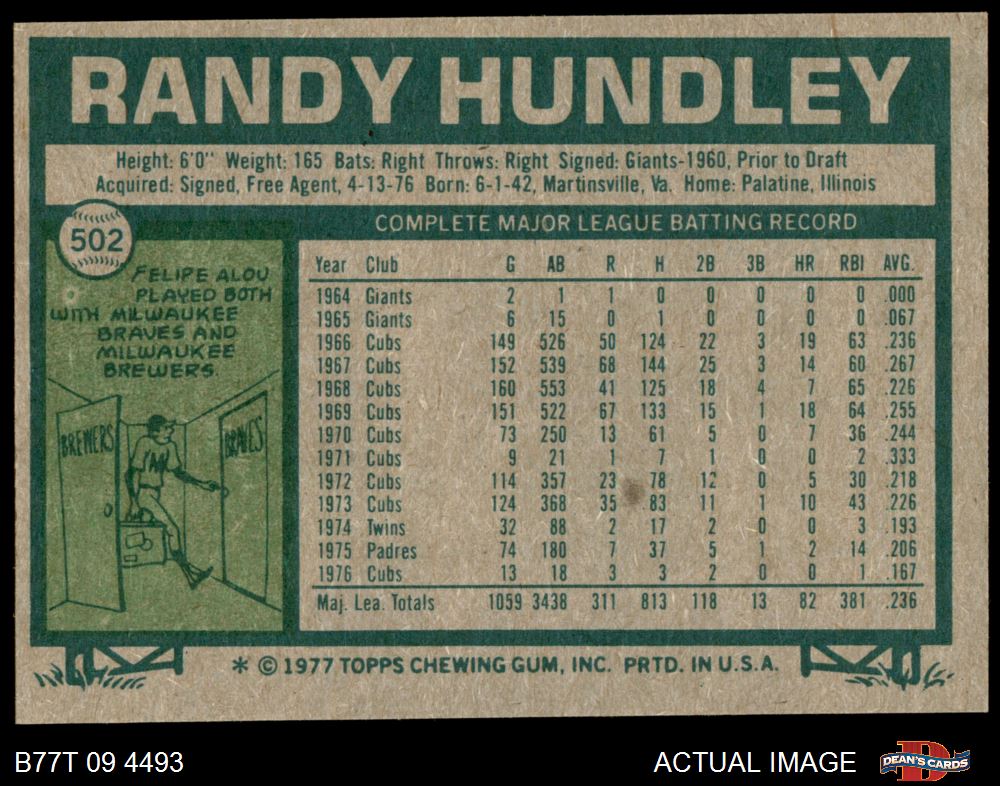 RANDY HUNDLEY
Height: 6'0" Weight: 165 Bats: Right Throws: Right Signed: Giants-1960, Prior to Draft
Acquired: Signed, Free Agent, 4-13-76 Born: 6-1-42, Martinsville, Va. Home: Palatine, Illinois
502
FELIPE ALOU
PLAYED BOTH
WITH MILWAUKEE
BRAVES AND
MILWAUKEE
BREWERS.
BREWERS
BRAVES
COMPLETE MAJOR LEAGUE BATTING RECORD
Year Club G AB R H 2B 3B HR RBI AVG.
1964 Giants 2 1 1 0 0 0 0 0 .000
1965 Giants 6 15 0 1 0 0 0 0 .067
1966 Cubs 149 526 50 124 22 3 19 63 .236
1967 Cubs 152 539 68 144 25 3 14 60 .267
1968 Cubs 160 553 41 125 18 4 7 65 .226
1969 Cubs 151 522 67 133 15 1 18 64 .255
1970 Cubs 73 250 13 61 5 0 7 36 .244
1971 Cubs 9 21 1 7 1 0 0 2 .333
1972 Cubs 114 357 23 78 12 0 5 30 .218
1973 Cubs 124 368 35 83 11 1 10 43 .226
1974 Twins 32 88 2 17 2 0 0 3 .193
1975 Padres 74 180 7 37 5 1 2 14 .206
1976 Cubs 13 18 3 3 2 0 0 1 .167
Maj. Lea. Totals 1059 3438 311 813 118 13 82 381 .236
* © 1977 TOPPS CHEWING GUM, INC. PRTD. IN U.S.A.
B77T 09 4493
ACTUAL IMAGE
D
DEAN'S CARDS